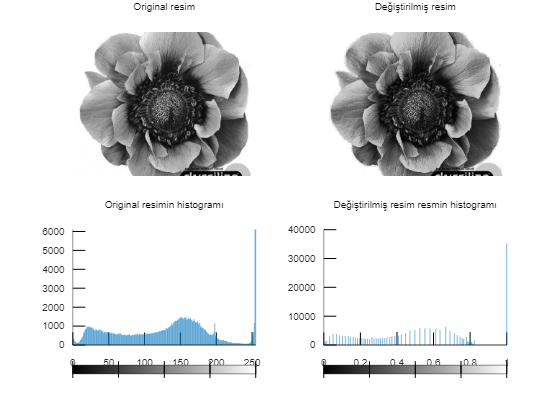 Original resim
Değiştirilmiş resim
Original resimin histogramı
Değiştirilmiş resim resmin histogramı
6000
5000
4000
3000
2000
1000
0
0 50 100 150 200 250
40000
30000
20000
10000
0
0 0.2 0.4 0.6 0.8 1